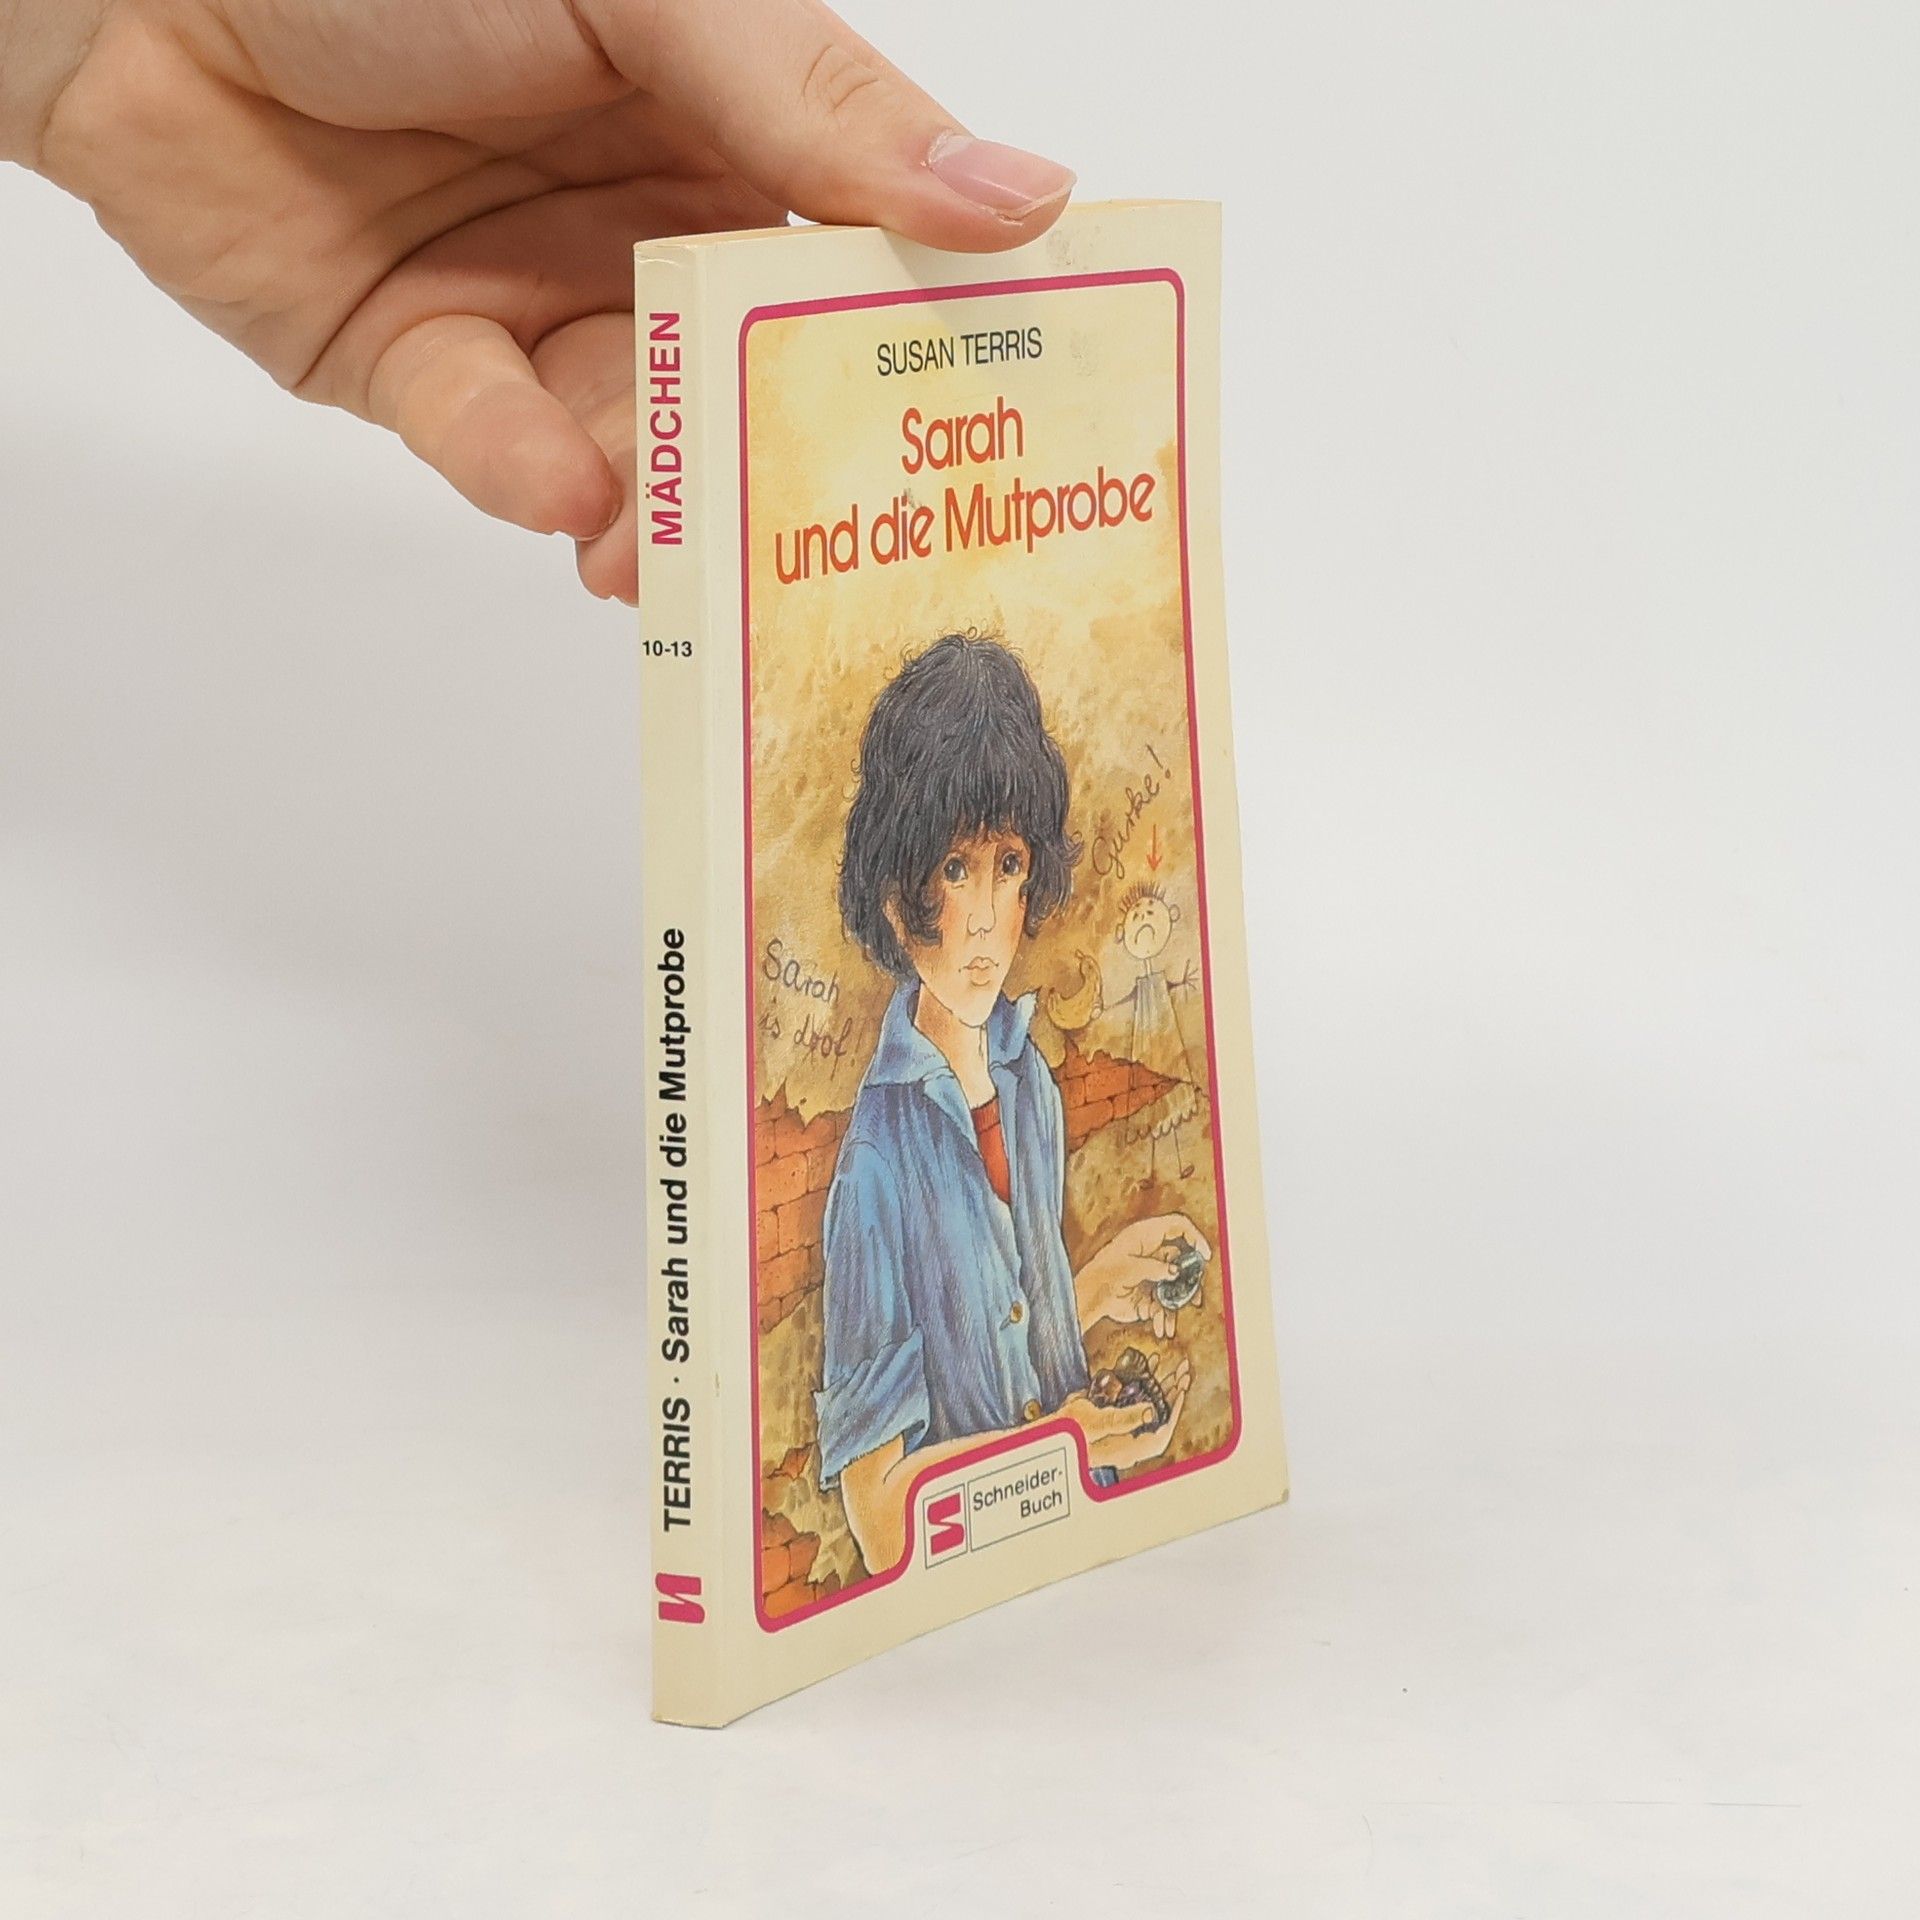 MÄDCHEN
10-13
TERRIS · Sarah und die Mutprobe
SUSAN TERRIS
Sarah
und die Mutprobe
Gurke!
Sarah
is doof!
Schneider-
Buch